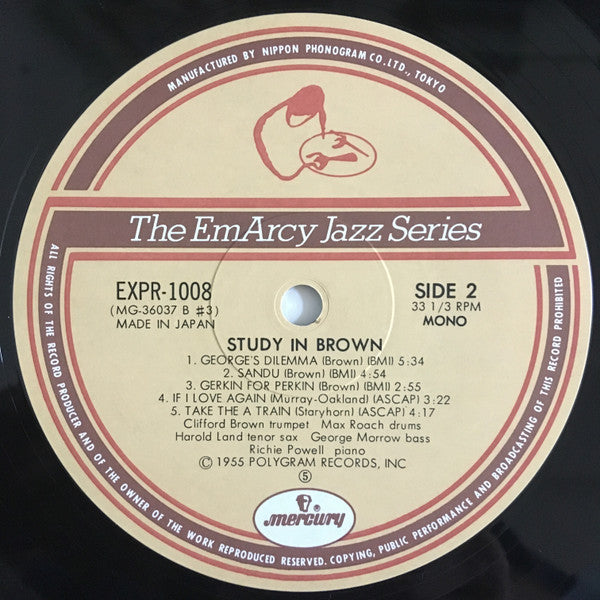 MANUFACTURED BY NIPPON PHONOGRAM CO. LTD., TOKYO
The EmArcy Jazz Series
EXPR-1008
(MG-36037 B #3)
MADE IN JAPAN
SIDE 2
33 1/3 RPM
MONO
STUDY IN BROWN
1. GEORGE'S DILEMMA (Brown) (BMI) 5:34
2. SANDU (Brown) (BMI) 4:54
3. GERKIN FOR PERKIN (Brown) (BMI) 2:55
4. IF I LOVE AGAIN (Murray-Oakland) (ASCAP) 3:22
5. TAKE THE A TRAIN (Staryhorn) (ASCAP) 4:17
Clifford Brown trumpet Max Roach drums
Harold Land tenor sax George Morrow bass
Richie Powell piano
©1955 POLYGRAM RECORDS, INC
⑤
mercury
ALL RIGHTS OF THE RECORD PRODUCER AND OF THE OWNER OF THE WORK REPRODUCED RESERVED. COPYING, PUBLIC PERFORMANCE AND BROADCASTING OF THIS RECORD PROHIBITED